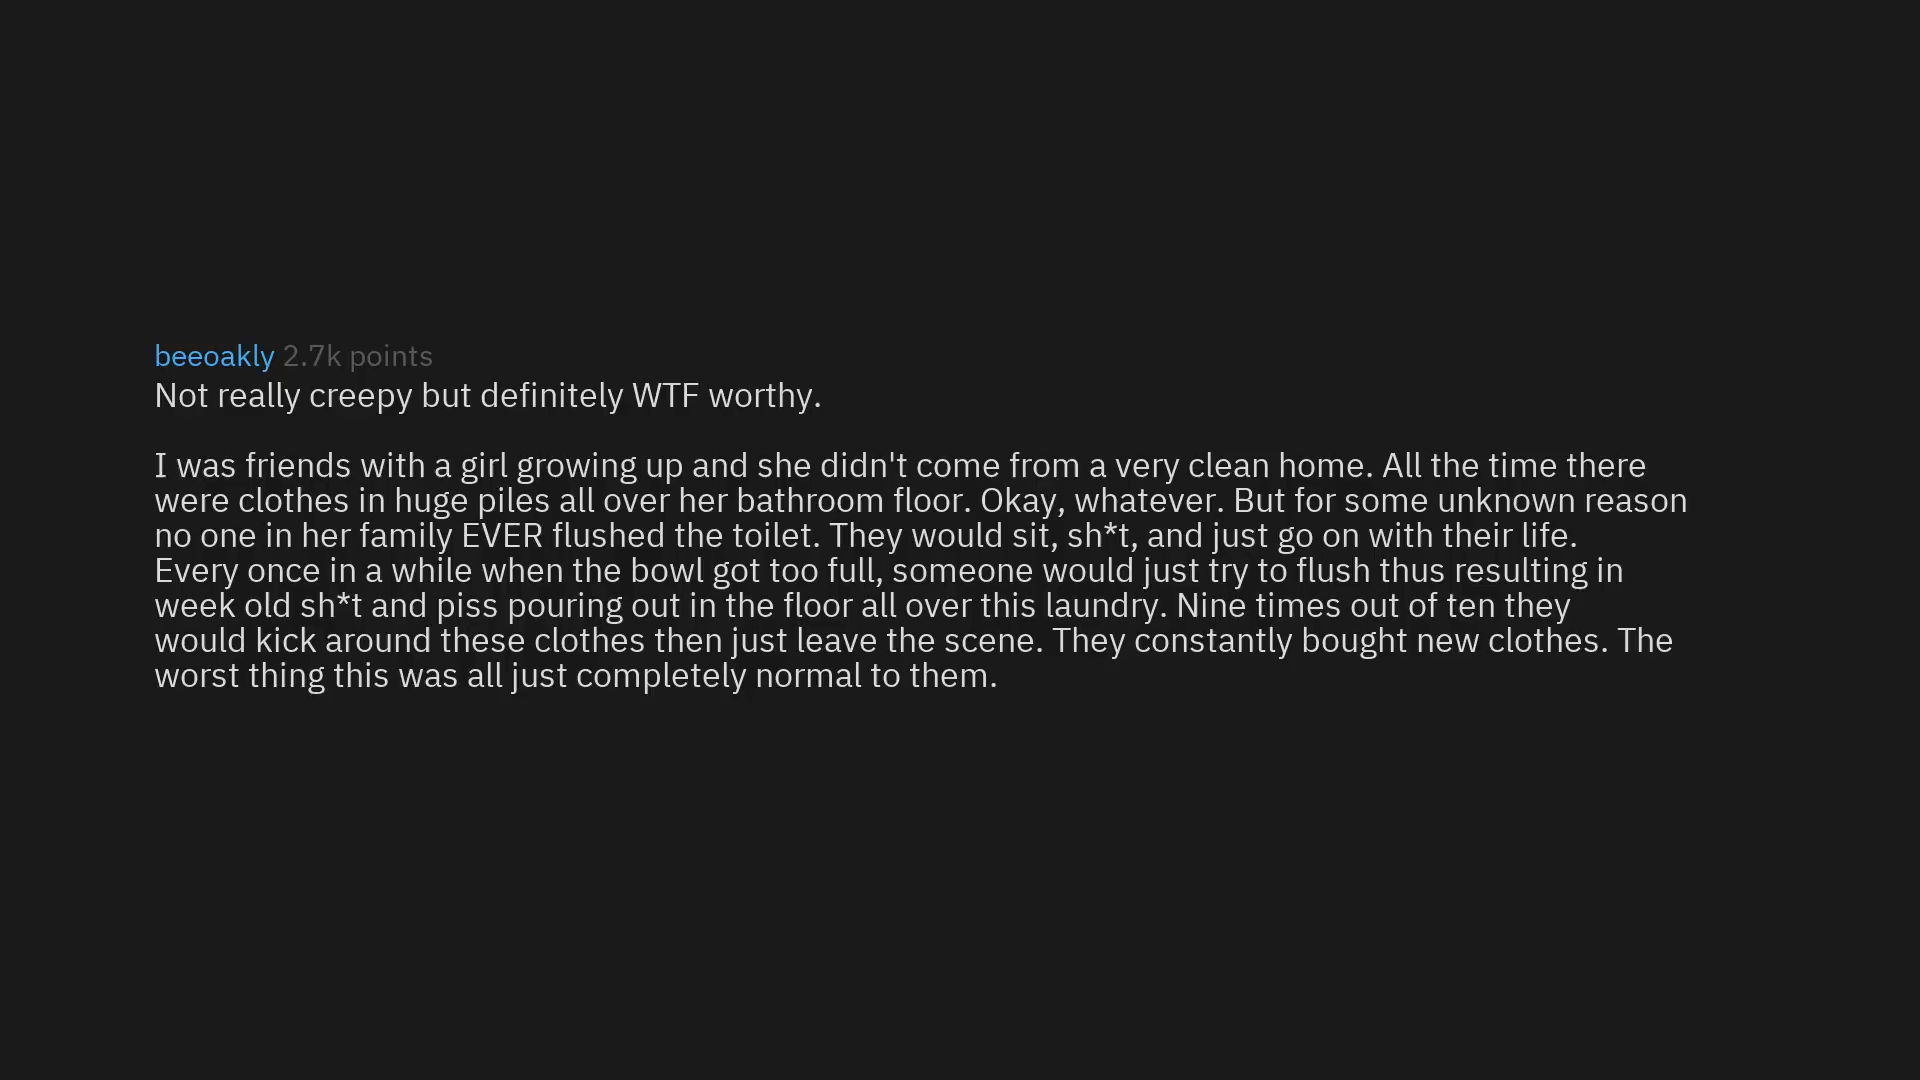 beeoakly 2.7k points
Not really creepy but definitely WTF worthy.
I was friends with a girl growing up and she didn't come from a very clean home. All the time there
were clothes in huge piles all over her bathroom floor. Okay, whatever. But for some unknown reason
no one in her family EVER flushed the toilet. They would sit, sh*t, and just go on with their life.
Every once in a while when the bowl got too full, someone would just try to flush thus resulting in
week old sh*t and piss pouring out in the floor all over this laundry. Nine times out of ten they
would kick around these clothes then just leave the scene. They constantly bought new clothes. The
worst thing this was all just completely normal to them.